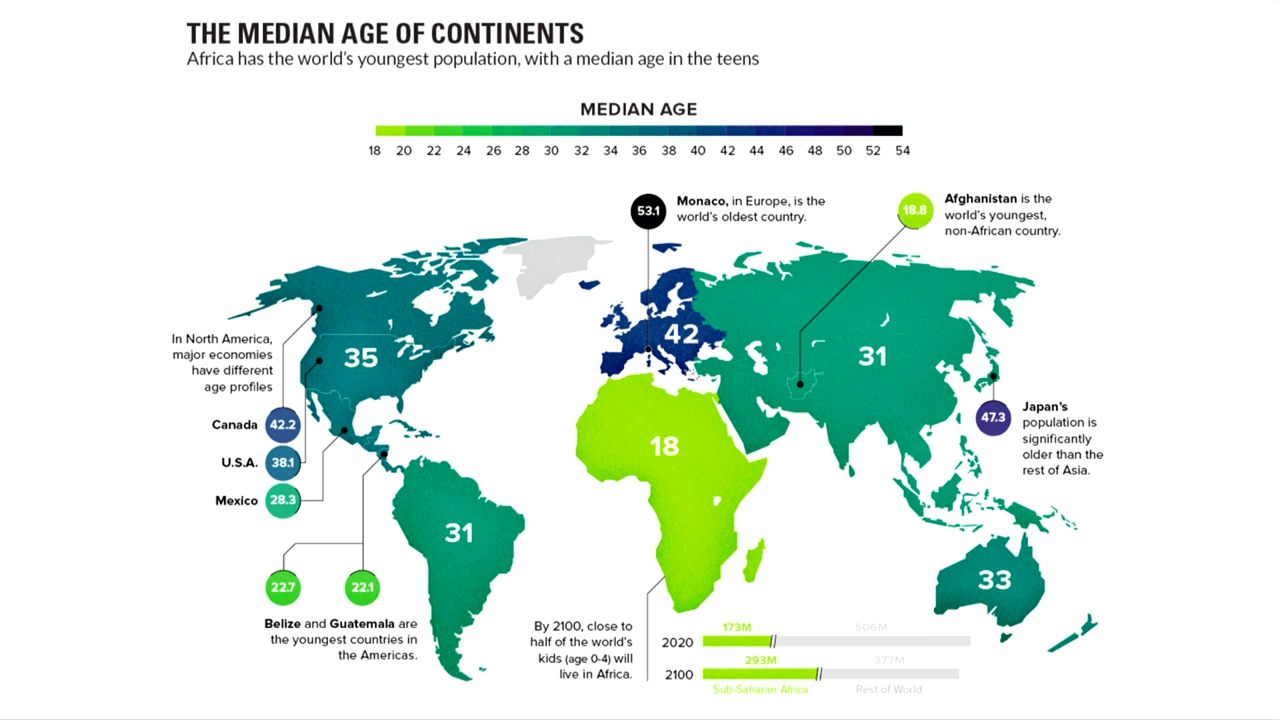 THE MEDIAN AGE OF CONTINENTS
Africa has the world's youngest population, with a median age in the teens
MEDIAN AGE
18 20 22 24 26 28 30 32 34 36 38 40 42 44 46 48 50 52 54
53.1
Monaco, in Europe, is the
world's oldest country.
18.8
Afghanistan is the
world's youngest,
non-African country.
In North America,
major economies
have different
age profiles
35
42
31
Canada 42.2
U.S.A. 38.1
Mexico 28.3
18
47.3
Japan's
population is
significantly
older than the
rest of Asia.
31
33
22.7
22.1
Belize and Guatemala are
the youngest countries in
the Americas.
By 2100, close to
half of the world's
kids (age 0-4) will
live in Africa.
173M 506M
2020
293M 377M
2100
Sub-Saharan Africa Rest of World